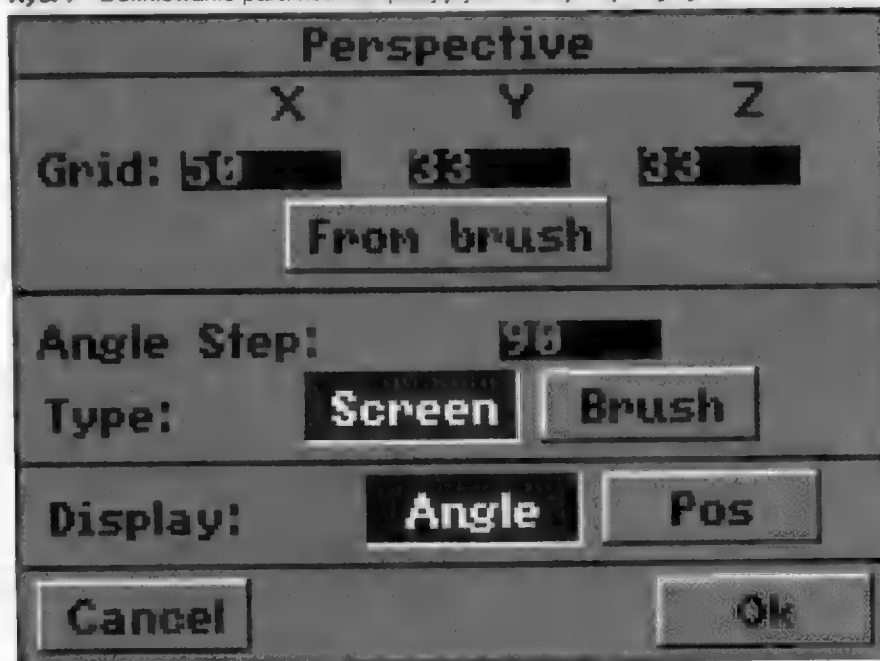 Perspective
X Y Z
Grid: 50 33 33
From brush
Angle Step: 90
Type: Screen Brush
Display: Angle Pos
Cancel Ok